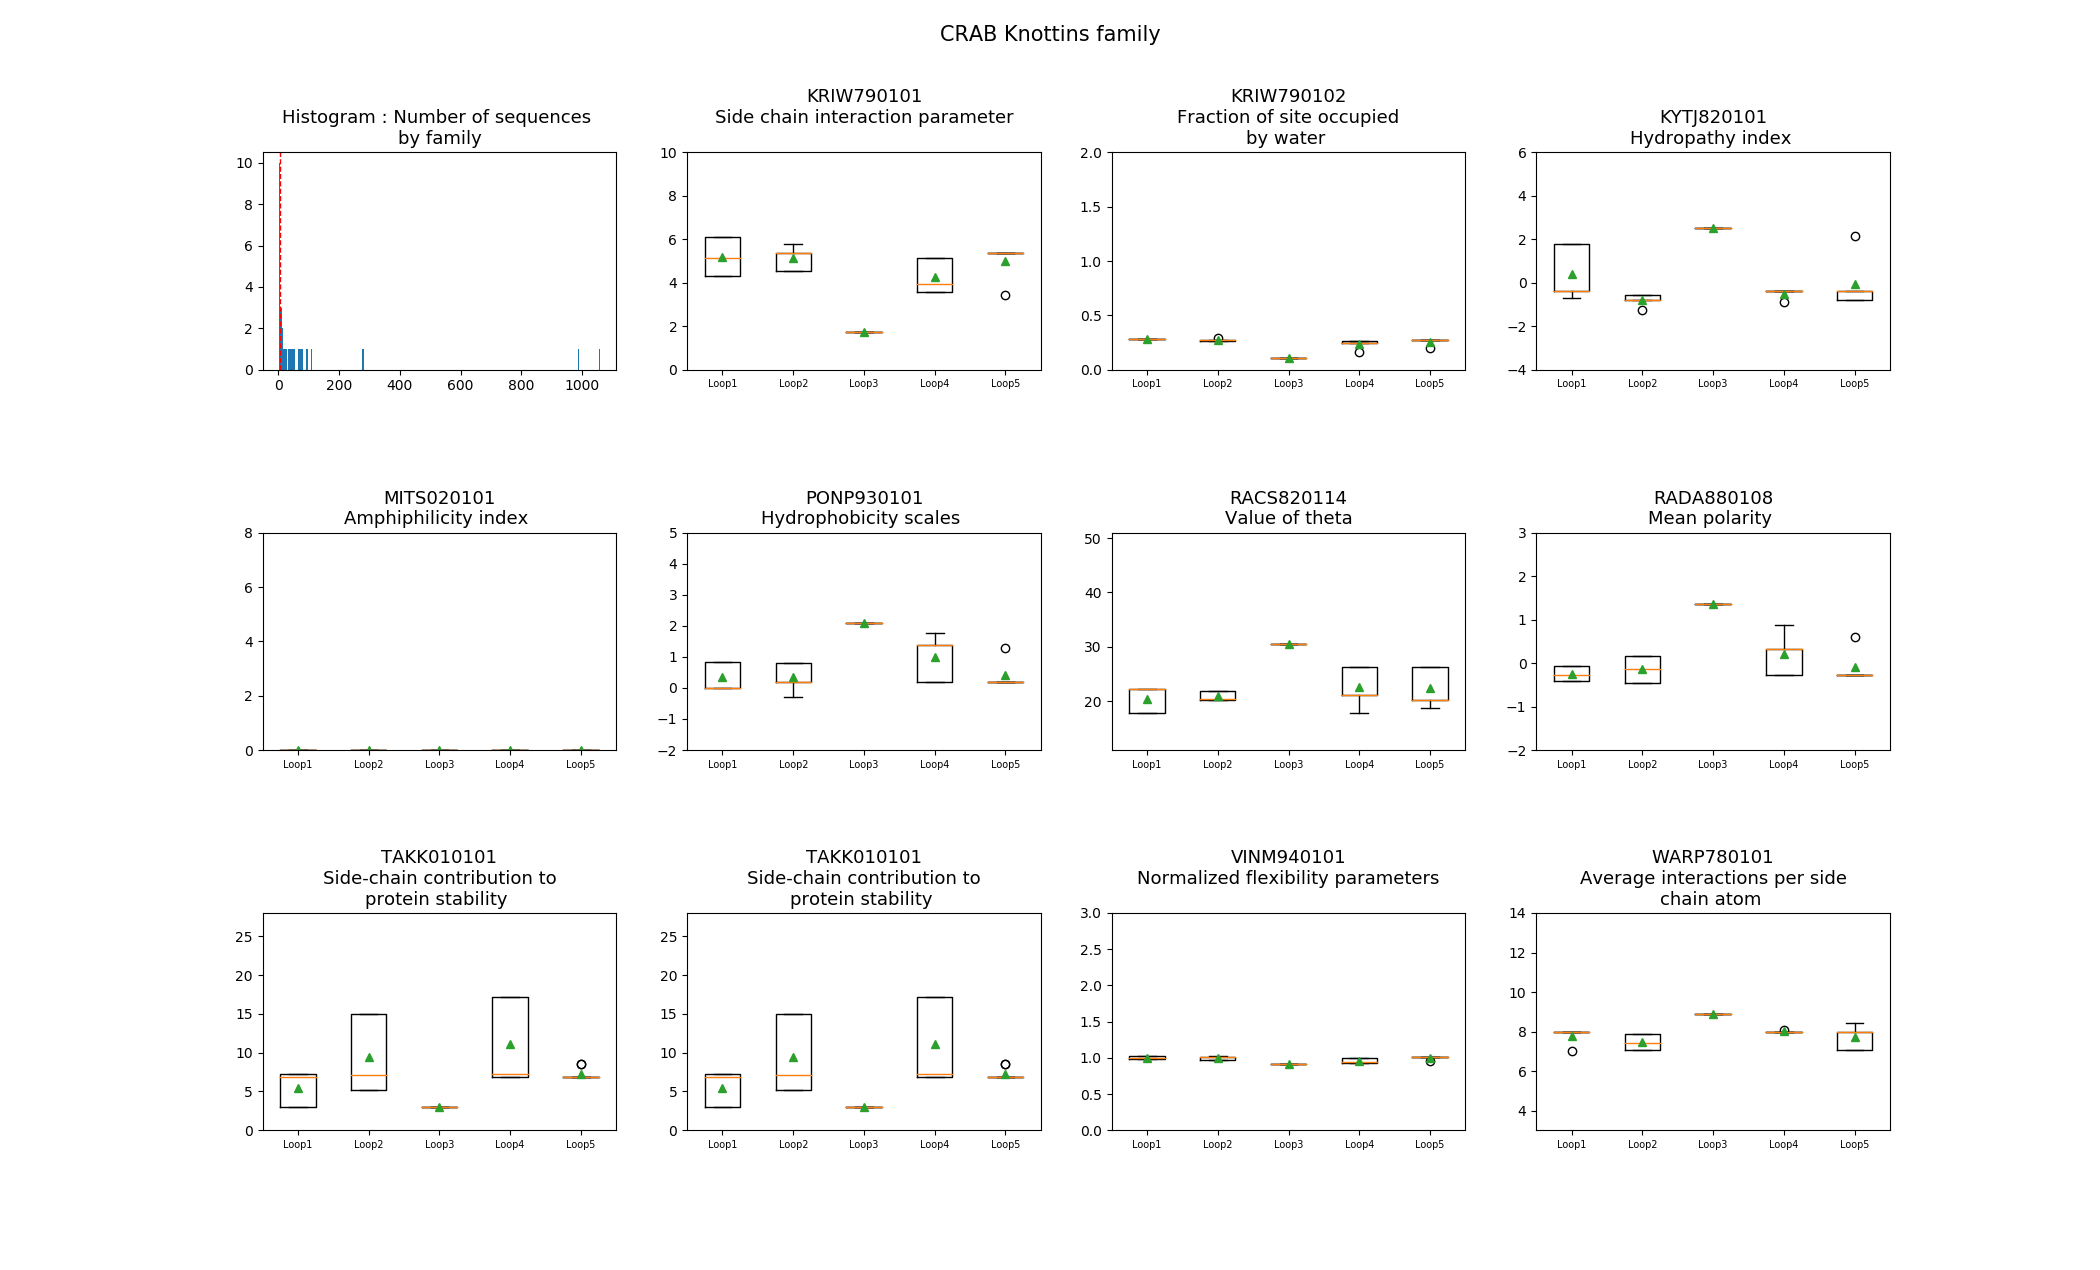 CRAB Knottins family
Histogram : Number of sequences
by family
10
8
6
4
2
0
0 200 400 600 800 1000
KRIW790101
Side chain interaction parameter
10
8
6
4
2
0
Loop1 Loop2 Loop3 Loop4 Loop5
KRIW790102
Fraction of site occupied
by water
2.0
1.5
1.0
0.5
0.0
Loop1 Loop2 Loop3 Loop4 Loop5
KYTJ820101
Hydropathy index
6
4
2
0
−2
−4
Loop1 Loop2 Loop3 Loop4 Loop5
MITS020101
Amphiphilicity index
8
6
4
2
0
Loop1 Loop2 Loop3 Loop4 Loop5
PONP930101
Hydrophobicity scales
5
4
3
2
1
0
−1
−2
Loop1 Loop2 Loop3 Loop4 Loop5
RACS820114
Value of theta
50
40
30
20
Loop1 Loop2 Loop3 Loop4 Loop5
RADA880108
Mean polarity
3
2
1
0
−1
−2
Loop1 Loop2 Loop3 Loop4 Loop5
TAKK010101
Side-chain contribution to
protein stability
25
20
15
10
5
0
Loop1 Loop2 Loop3 Loop4 Loop5
TAKK010101
Side-chain contribution to
protein stability
25
20
15
10
5
0
Loop1 Loop2 Loop3 Loop4 Loop5
VINM940101
Normalized flexibility parameters
3.0
2.5
2.0
1.5
1.0
0.5
0.0
Loop1 Loop2 Loop3 Loop4 Loop5
WARP780101
Average interactions per side
chain atom
14
12
10
8
6
4
Loop1 Loop2 Loop3 Loop4 Loop5